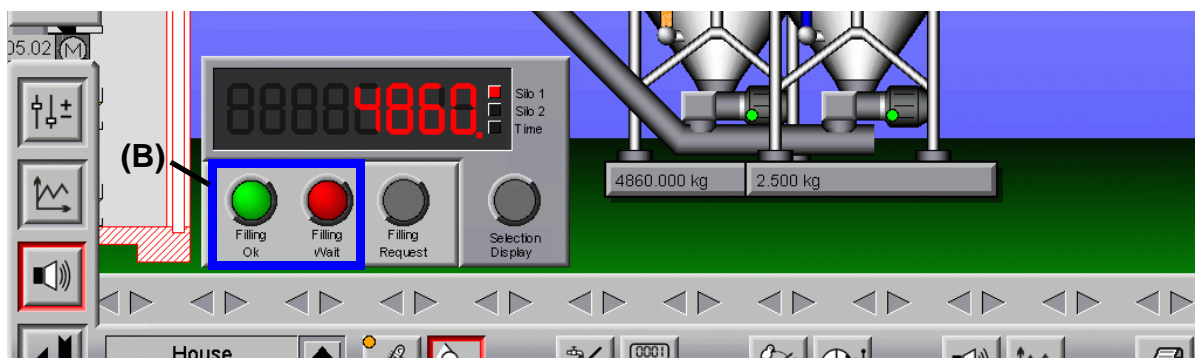 05.02 M
4860.
Silo 1
Silo 2
Time
(B)
4860.000 kg 2.500 kg
Filling Ok
Filling Wait
Filling Request
Selection Display
House
0001